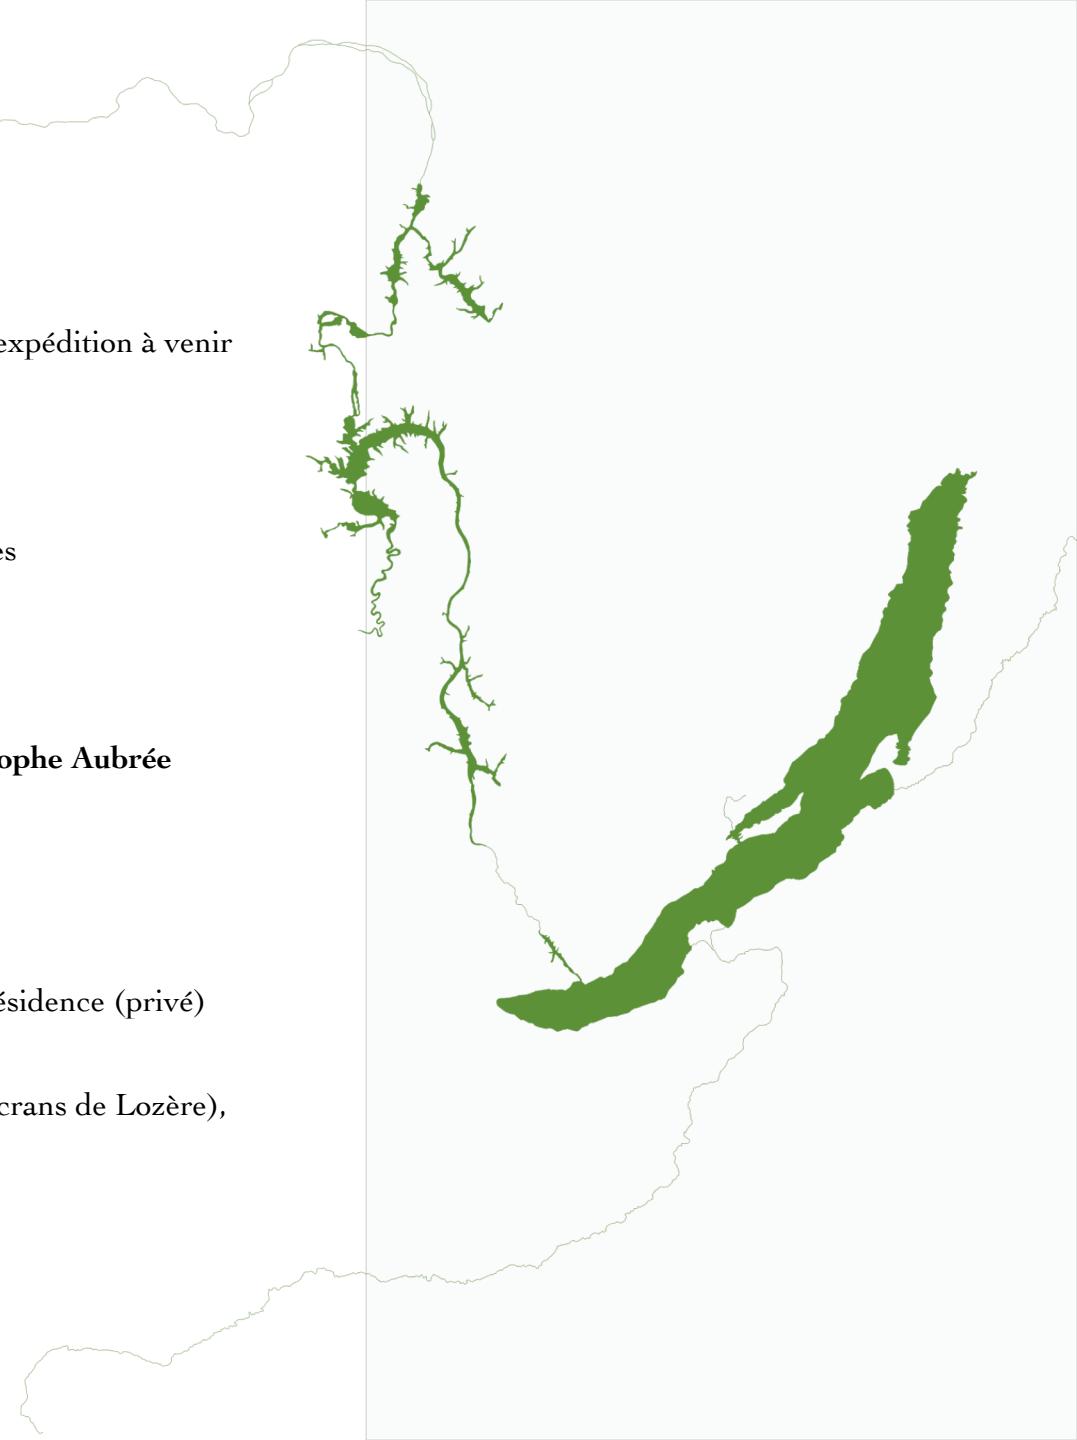 expédition à venir
es
ophe Aubrée
ésidence (privé)
crans de Lozère),